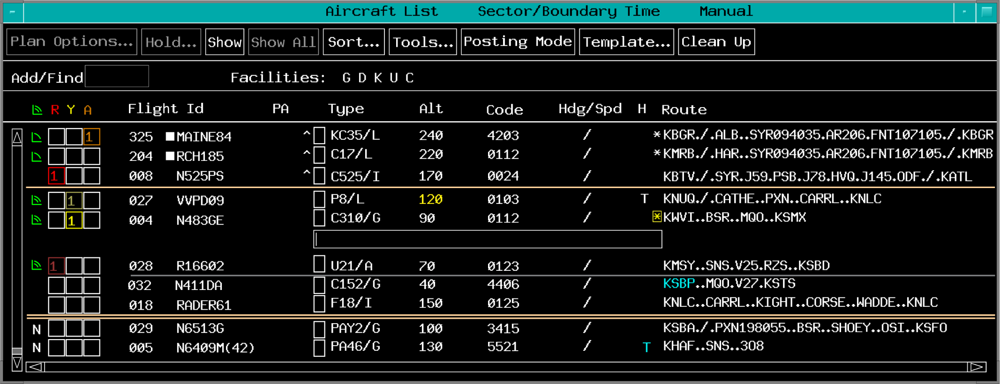 Aircraft List Sector/Boundary Time Manual
Plan Options... Hold... Show Show All Sort... Tools... Posting Mode Template... Clean Up
Add/Find Facilities: G D K U C
R Y A Flight Id PA Type Alt Code Hdg/Spd H Route
1 325 MAINE84 ^ KC35/L 240 4203 / *KBGR./.ALB..SYR094035.AR206.FNT107105./.KBGR
204 RCH185 ^ C17/L 220 0112 / *KMRB./.HAR..SYR094035.AR206.FNT107105./.KMRB
1 008 N525PS ^ C525/I 170 0024 / KBTV./.SYR.J59.PSB.J78.HVQ.J145.ODF./.KATL
1 027 VVPD09 P8/L 120 0103 / T KNUQ./.CATHE..PXN..CARRL..KNLC
1 004 N483GE C310/G 90 0112 / *KWVI..BSR..MQO..KSMX
1 028 R16602 U21/A 70 0123 / KMSY..SNS.V25.RZS..KSBD
032 N411DA C152/G 40 4406 / KSBP..MQO.V27.KSTS
018 RADER61 F18/I 150 0125 / KNLC..CARRL..KIGHT..CORSE..WADDE..KNLC
N 029 N6513G PAY2/G 100 3415 / KSBA./.PXN198055..BSR..SHOEY..OSI..KSFO
N 005 N6409M(42) PA46/G 130 5521 / T KHAF..SNS..3O8